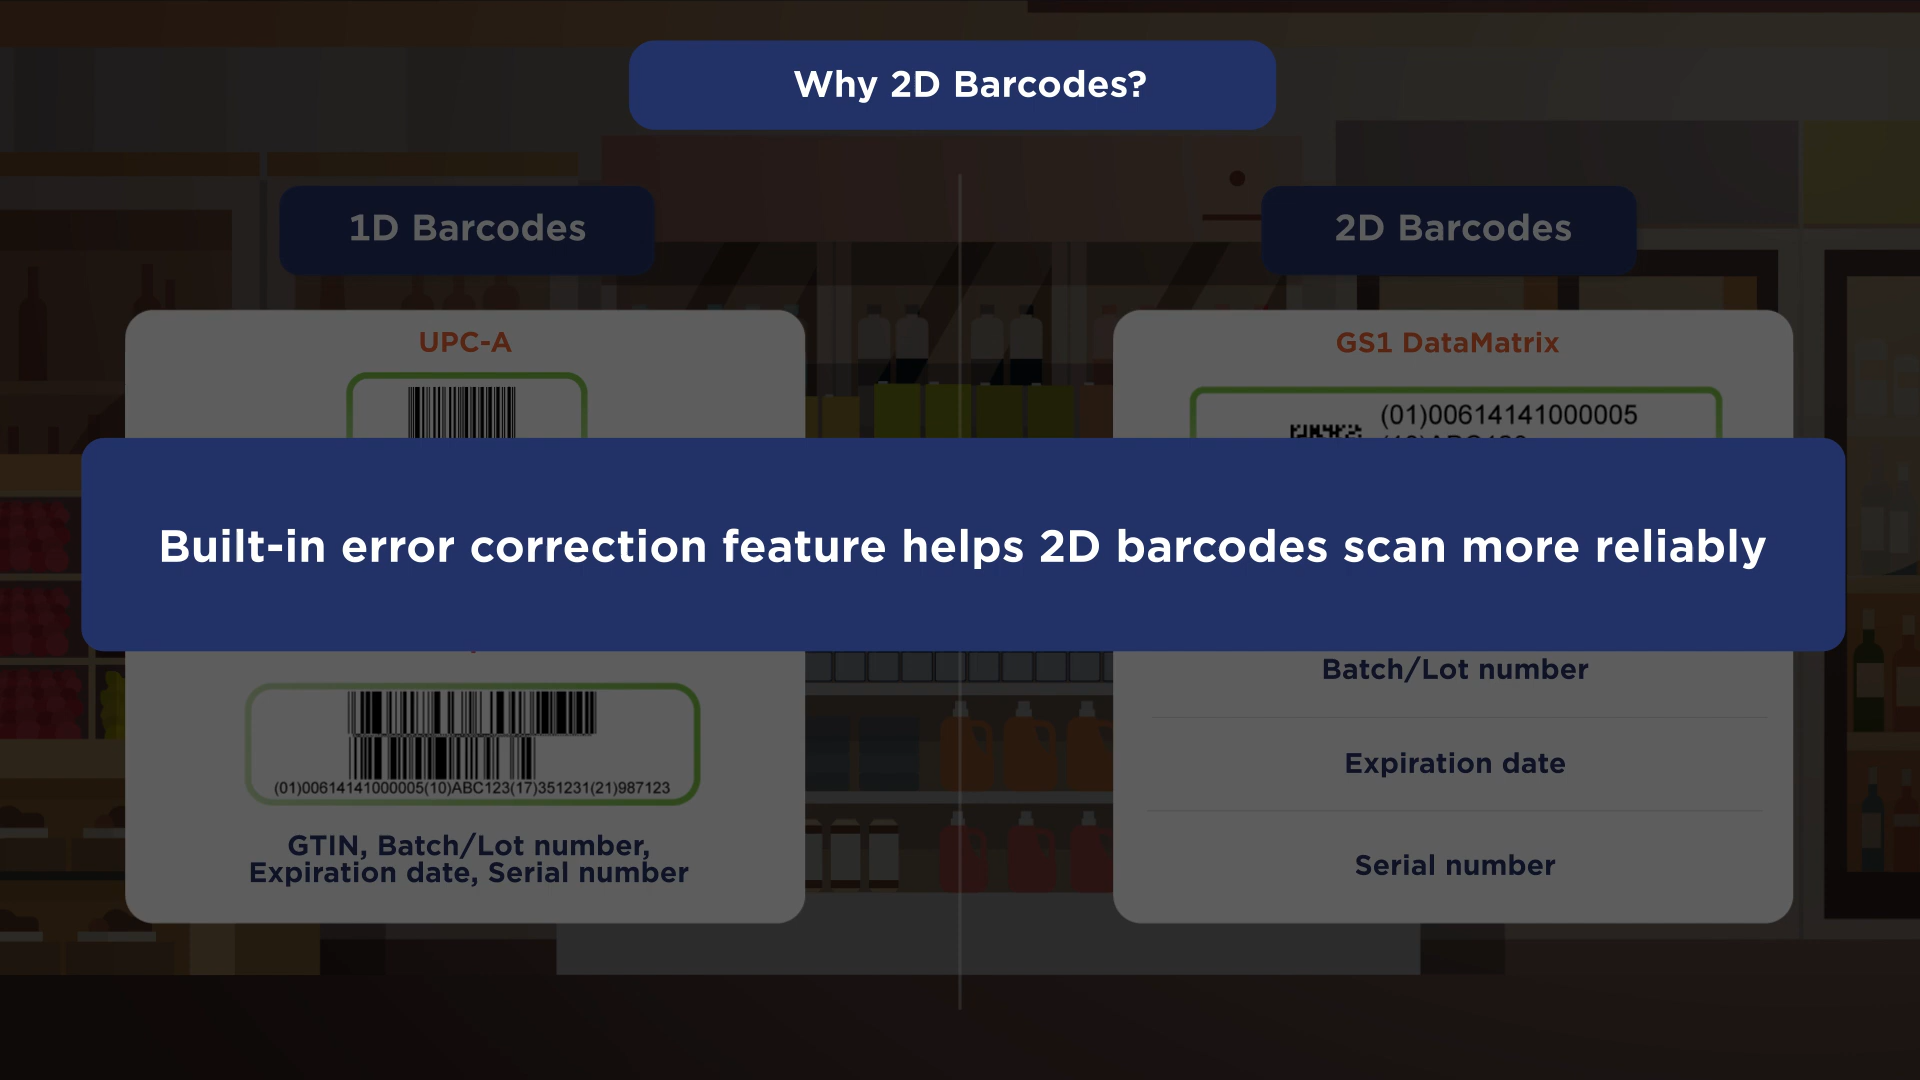 Why 2D Barcodes?
1D Barcodes
2D Barcodes
UPC-A
GS1 DataMatrix
(01)00614141000005
Built-in error correction feature helps 2D barcodes scan more reliably
(01)00614141000005(10)ABC123(17)351231(21)987123
GTIN, Batch/Lot number,
Expiration date, Serial number
Batch/Lot number
Expiration date
Serial number